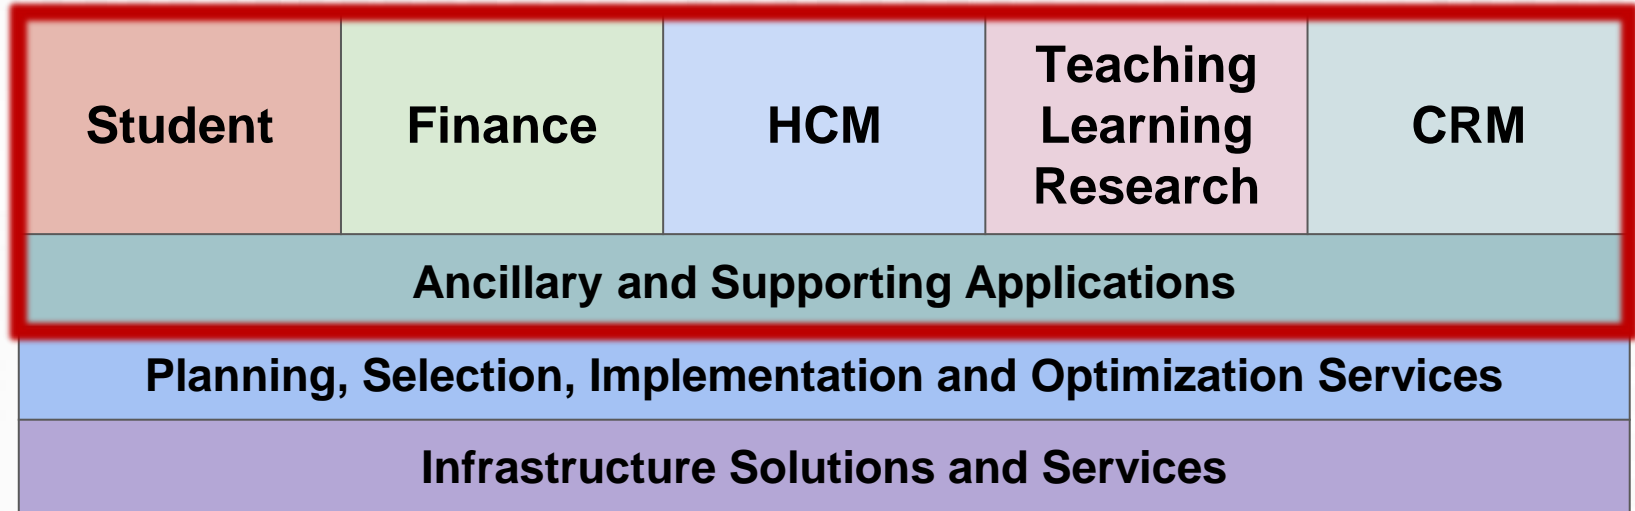 Student
Finance
HCM
Teaching
Learning
Research
CRM
Ancillary and Supporting Applications
Planning, Selection, Implementation and Optimization Services
Infrastructure Solutions and Services